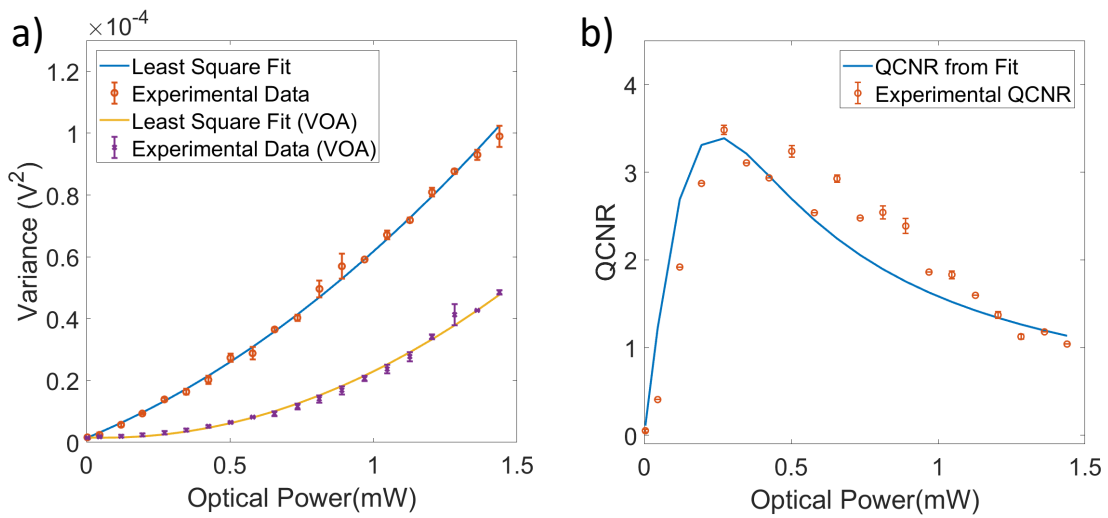 a)
×10^-4
Variance (V^2)
1.2
1
0.8
0.6
0.4
0.2
0
0
0.5
1
1.5
Optical Power(mW)
Least Square Fit
Experimental Data
Least Square Fit (VOA)
Experimental Data (VOA)
b)
QCNR
4
3
2
1
0
0
0.5
1
1.5
Optical Power(mW)
QCNR from Fit
Experimental QCNR